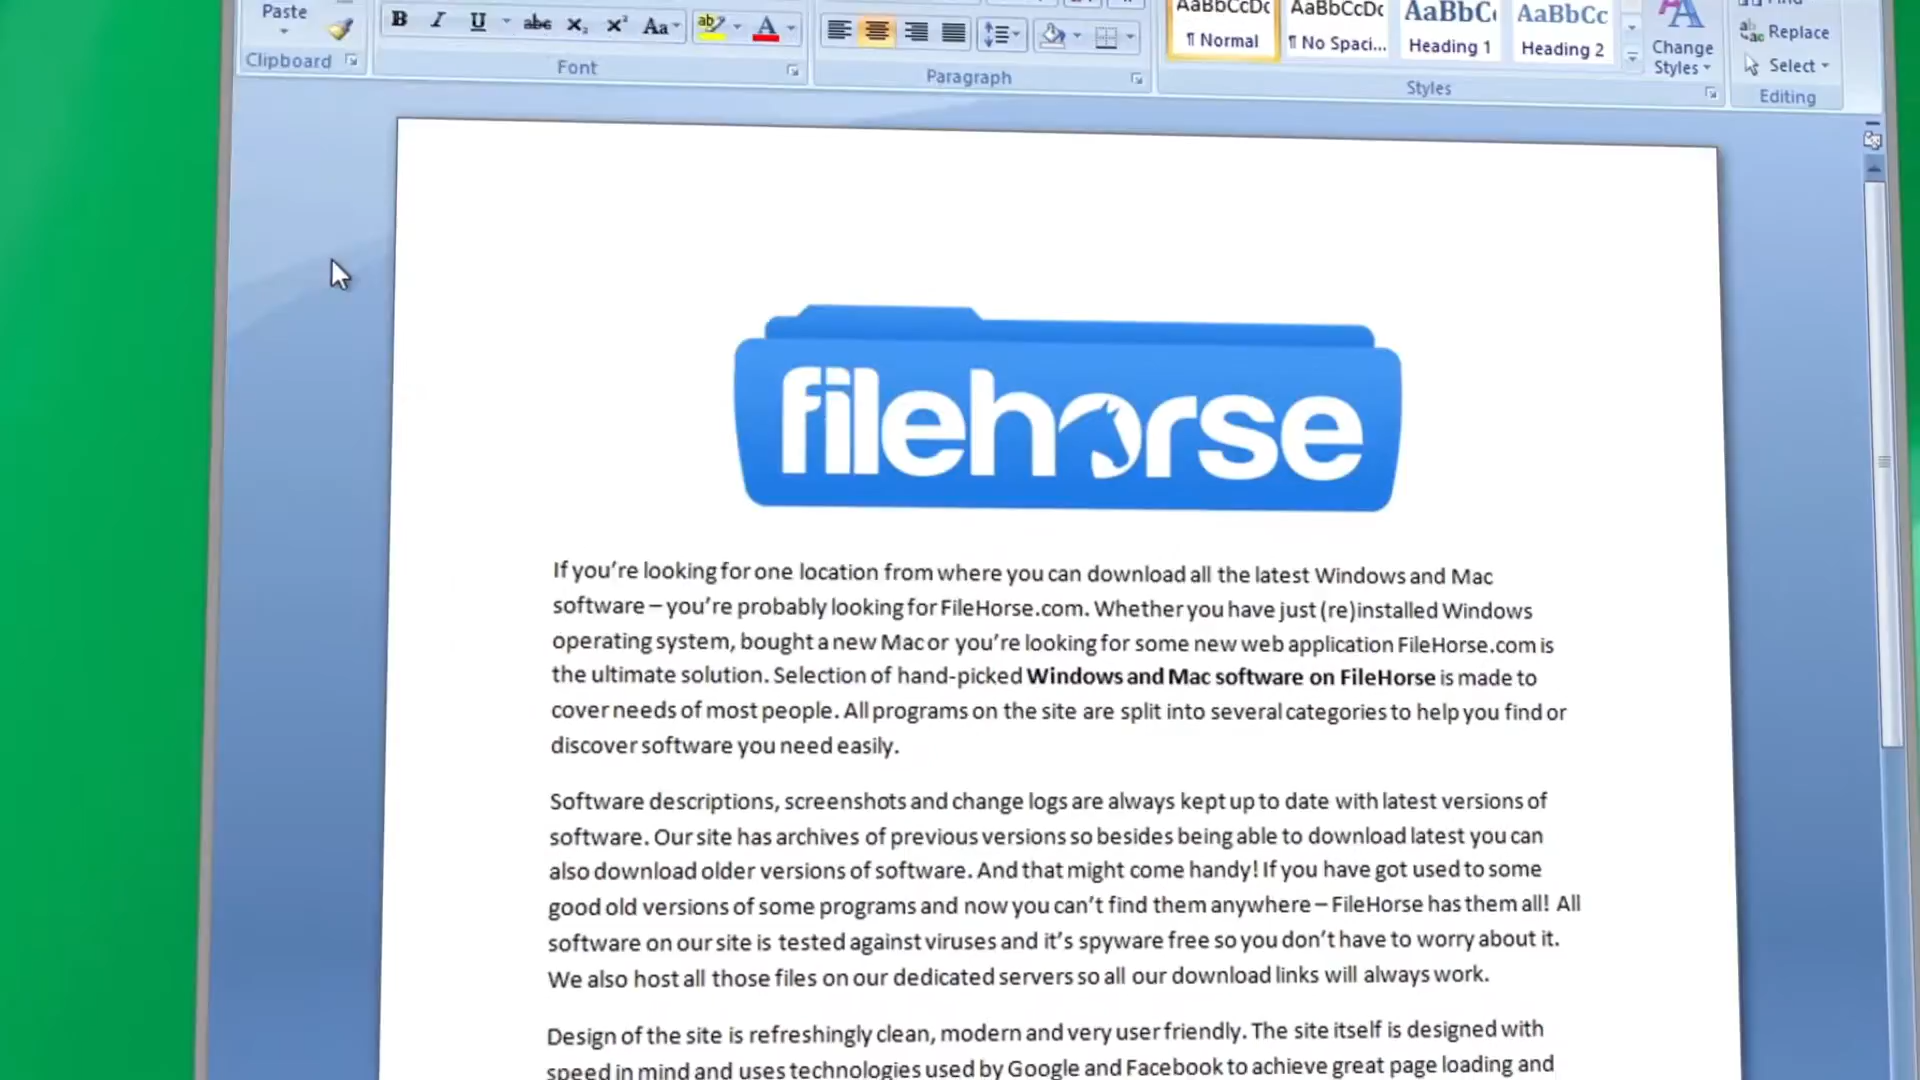 Paste
B I U abc X₂ X² Aa ab A
Clipboard
Font
Paragraph
AaBbCcDc AaBbCcDc AaBbC AaBbCc
¶ Normal ¶ No Spaci... Heading 1 Heading 2
Change
Styles
Styles
Replace
Select
Editing
filehorse
If you’re looking for one location from where you can download all the latest Windows and Mac
software – you’re probably looking for FileHorse.com. Whether you have just (re)installed Windows
operating system, bought a new Mac or you’re looking for some new web application FileHorse.com is
the ultimate solution. Selection of hand-picked Windows and Mac software on FileHorse is made to
cover needs of most people. All programs on the site are split into several categories to help you find or
discover software you need easily.
Software descriptions, screenshots and change logs are always kept up to date with latest versions of
software. Our site has archives of previous versions so besides being able to download latest you can
also download older versions of software. And that might come handy! If you have got used to some
good old versions of some programs and now you can’t find them anywhere – FileHorse has them all! All
software on our site is tested against viruses and it’s spyware free so you don’t have to worry about it.
We also host all those files on our dedicated servers so all our download links will always work.
Design of the site is refreshingly clean, modern and very user friendly. The site itself is designed with
speed in mind and uses technologies used by Google and Facebook to achieve great page loading and